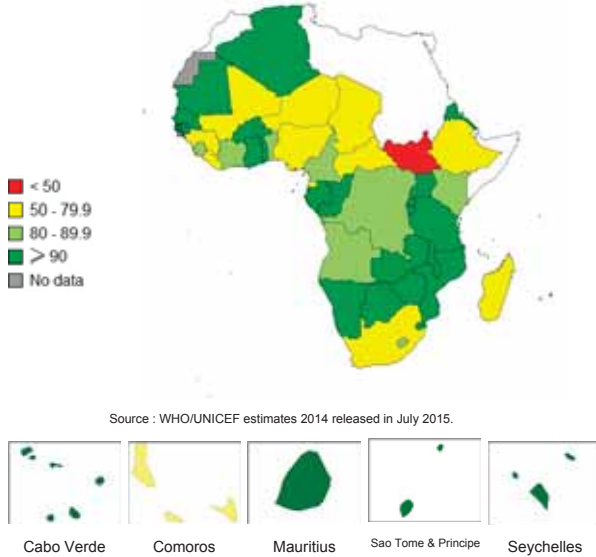 < 50
50 - 79.9
80 - 89.9
⩾ 90
No data
Source : WHO/UNICEF estimates 2014 released in July 2015.
Cabo Verde
Comoros
Mauritius
Sao Tome & Principe
Seychelles